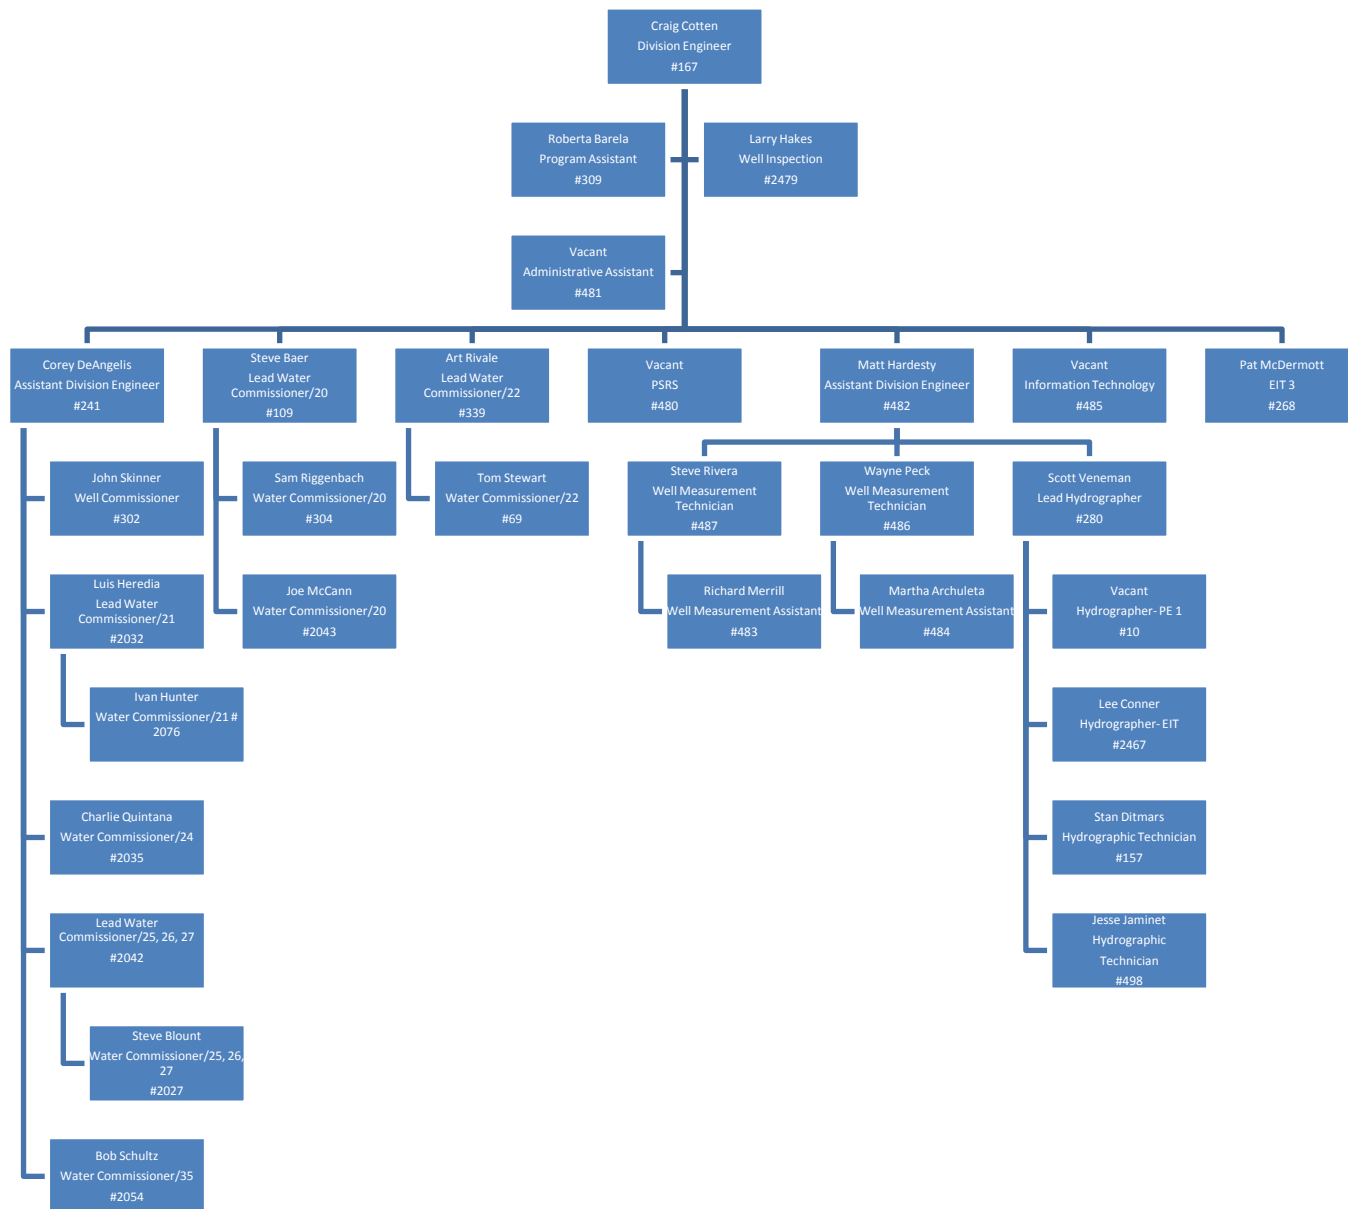 Craig Cotten
Division Engineer
#167
Roberta Barela
Program Assistant
#309
Larry Hakes
Well Inspection
#2479
Vacant
Administrative Assistant
#481
Corey DeAngelis
Assistant Division Engineer
#241
Steve Baer
Lead Water
Commissioner/20
#109
Art Rivale
Lead Water
Commissioner/22
#339
Vacant
PSRS
#480
Matt Hardesty
Assistant Division Engineer
#482
Vacant
Information Technology
#485
Pat McDermott
EIT 3
#268
John Skinner
Well Commissioner
#302
Sam Riggenbach
Water Commissioner/20
#304
Tom Stewart
Water Commissioner/22
#69
Steve Rivera
Well Measurement
Technician
#487
Wayne Peck
Well Measurement
Technician
#486
Scott Veneman
Lead Hydrographer
#280
Luis Heredia
Lead Water
Commissioner/21
#2032
Joe McCann
Water Commissioner/20
#2043
Richard Merrill
Well Measurement Assistant
#483
Martha Archuleta
Well Measurement Assistant
#484
Vacant
Hydrographer- PE 1
#10
Ivan Hunter
Water Commissioner/21 #
2076
Lee Conner
Hydrographer- EIT
#2467
Charlie Quintana
Water Commissioner/24
#2035
Stan Ditmars
Hydrographic Technician
#157
Lead Water
Commissioner/25, 26, 27
#2042
Jesse Jaminet
Hydrographic
Technician
#498
Steve Blount
Water Commissioner/25, 26,
27
#2027
Bob Schultz
Water Commissioner/35
#2054